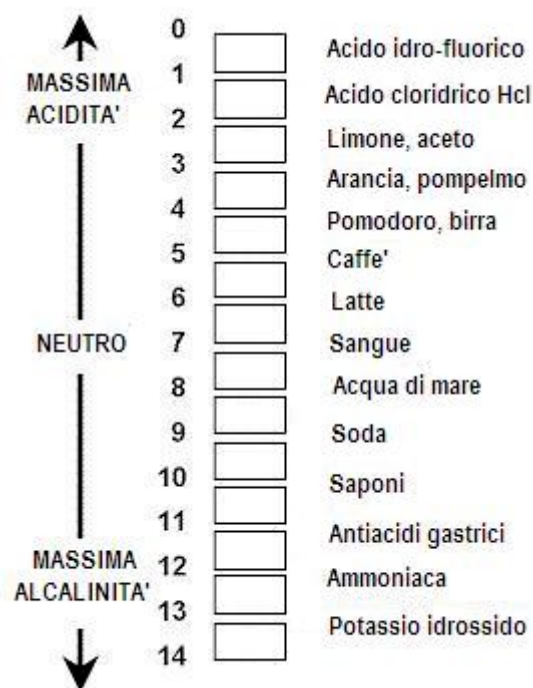 0
Acido idro-fluorico
1
MASSIMA
ACIDITA'
Acido cloridrico Hcl
2
Limone, aceto
3
Arancia, pompelmo
4
Pomodoro, birra
5
Caffe'
6
Latte
NEUTRO
7
Sangue
8
Acqua di mare
9
Soda
10
Saponi
11
Antiacidi gastrici
MASSIMA
ALCALINITA'
12
Ammoniaca
13
Potassio idrossido
14